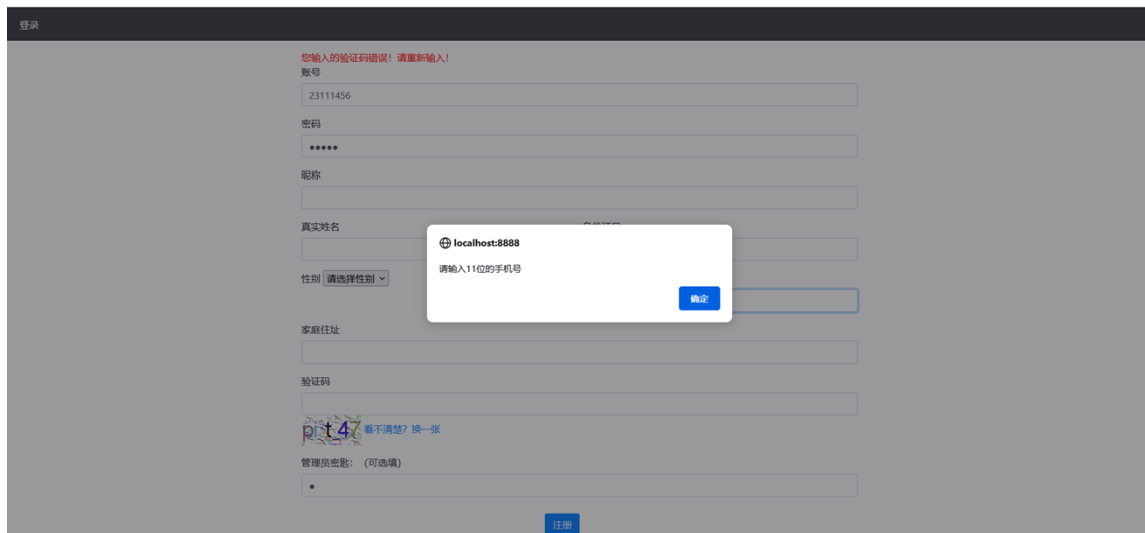 登录
您输入的验证码错误！请重新输入！
账号
23111456
密码
昵称
真实姓名
localhost:8888
请输入11位的手机号
确定
性别 请选择性别
家庭住址
验证码
看不清楚？换一张
管理员密匙： (可选填)
注册